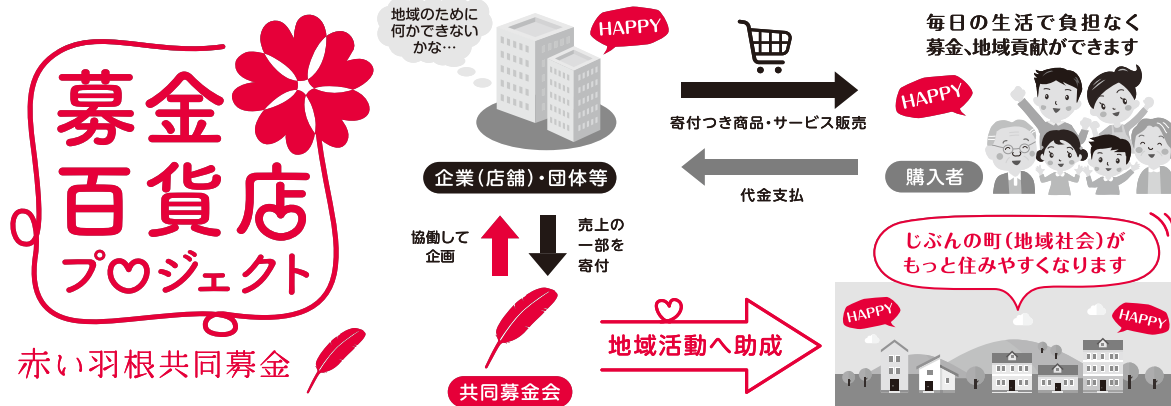 募金
百貨店
プロジェクト
赤い羽根共同募金
地域のために
何かできない
かな…
HAPPY
企業(店舗)・団体等
寄付つき商品・サービス販売
代金支払
毎日の生活で負担なく
募金、地域貢献ができます
HAPPY
購入者
協働して
企画
売上の
一部を
寄付
共同募金会
地域活動へ助成
じぶんの町(地域社会)が
もっと住みやすくなります
HAPPY
HAPPY